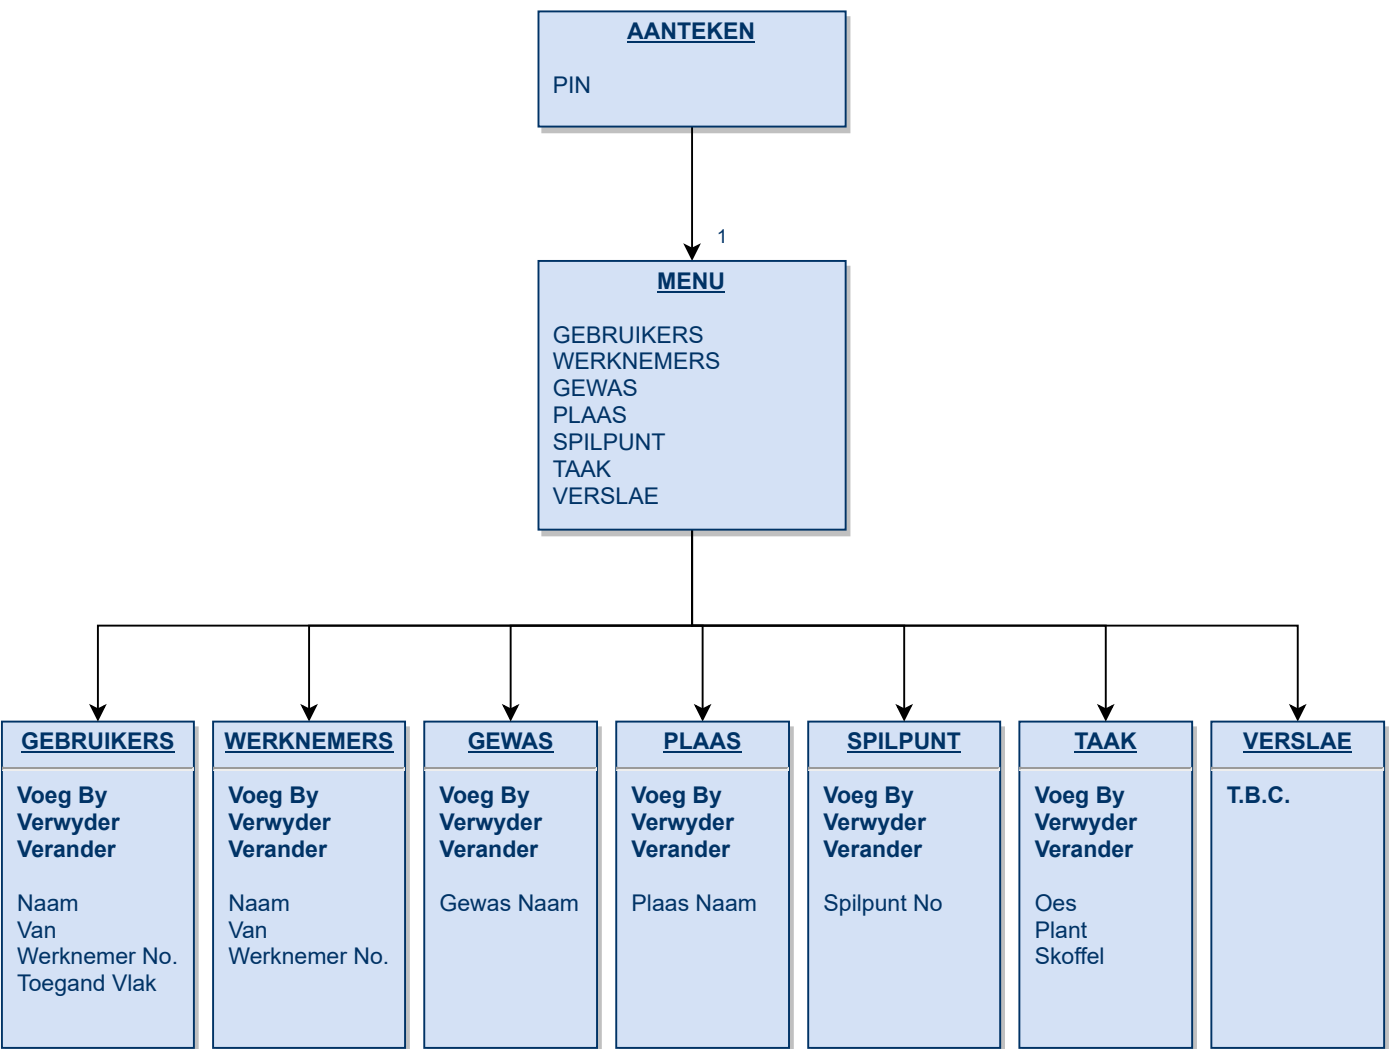 AANTEKEN
PIN
1
MENU
GEBRUIKERS
WERKNEMERS
GEWAS
PLAAS
SPILPUNT
TAAK
VERSLAE
GEBRUIKERS
Voeg By
Verwyder
Verander
Naam
Van
Werknemer No.
Toegand Vlak
WERKNEMERS
Voeg By
Verwyder
Verander
Naam
Van
Werknemer No.
GEWAS
Voeg By
Verwyder
Verander
Gewas Naam
PLAAS
Voeg By
Verwyder
Verander
Plaas Naam
SPILPUNT
Voeg By
Verwyder
Verander
Spilpunt No
TAAK
Voeg By
Verwyder
Verander
Oes
Plant
Skoffel
VERSLAE
T.B.C.